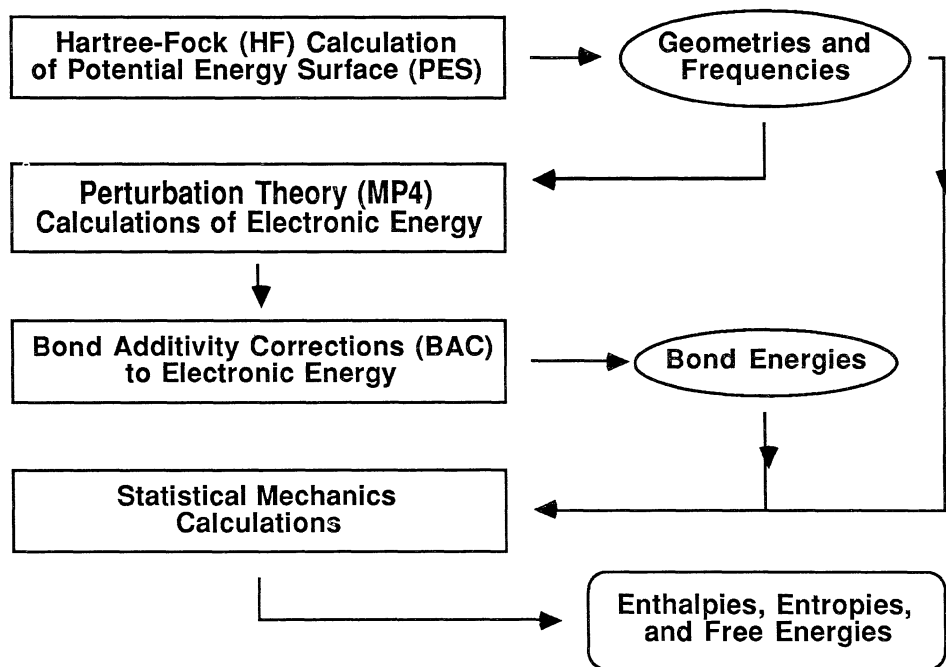 Hartree-Fock (HF) Calculation
of Potential Energy Surface (PES)
Geometries and
Frequencies
Perturbation Theory (MP4)
Calculations of Electronic Energy
Bond Additivity Corrections (BAC)
to Electronic Energy
Bond Energies
Statistical Mechanics
Calculations
Enthalpies, Entropies,
and Free Energies